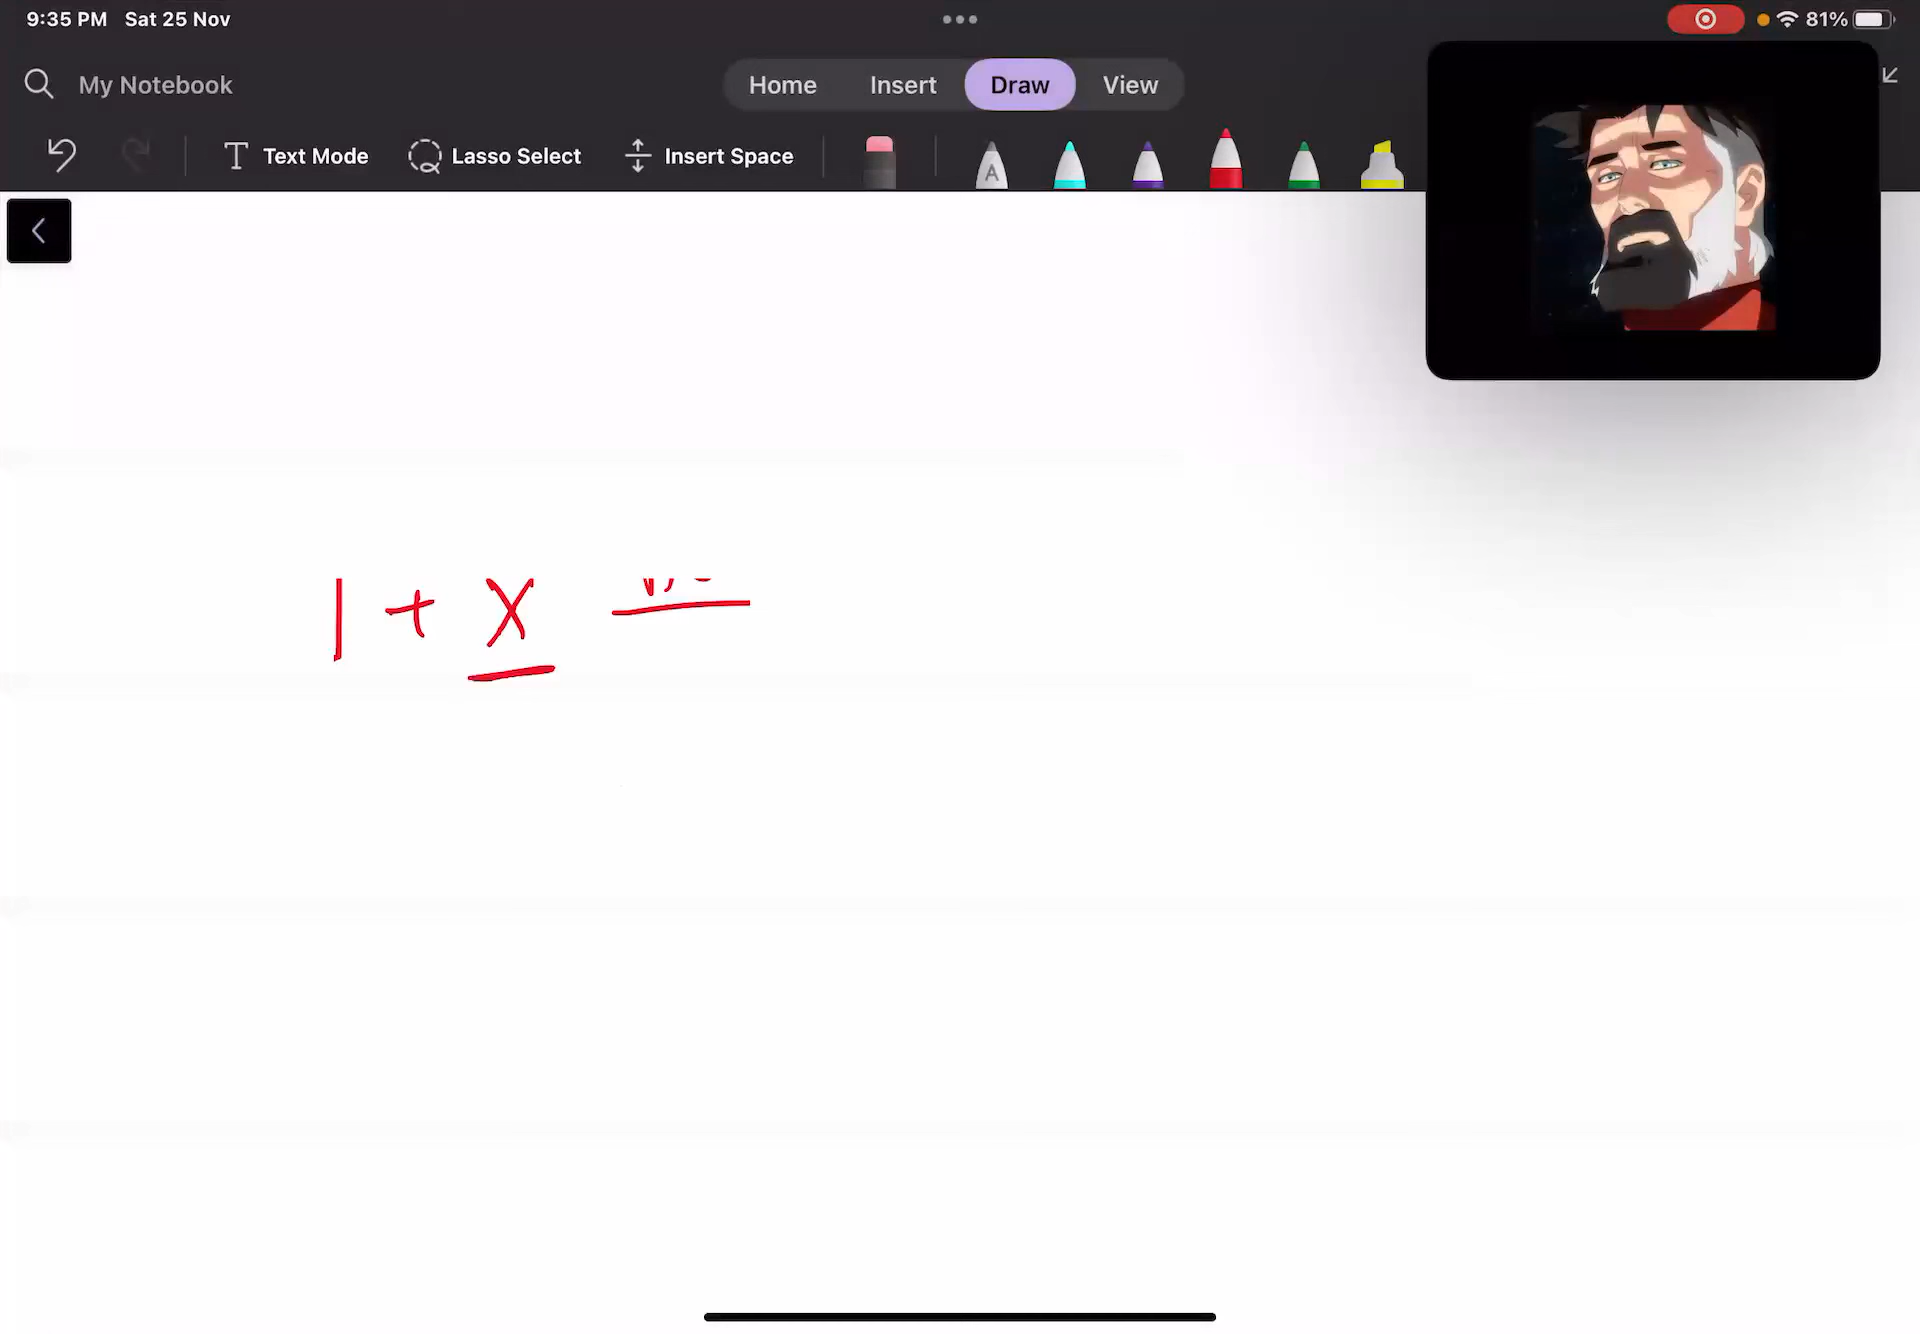 9:35 PM Sat 25 Nov 81%
My Notebook Home Insert Draw View
T Text Mode Lasso Select Insert Space A
1 + x